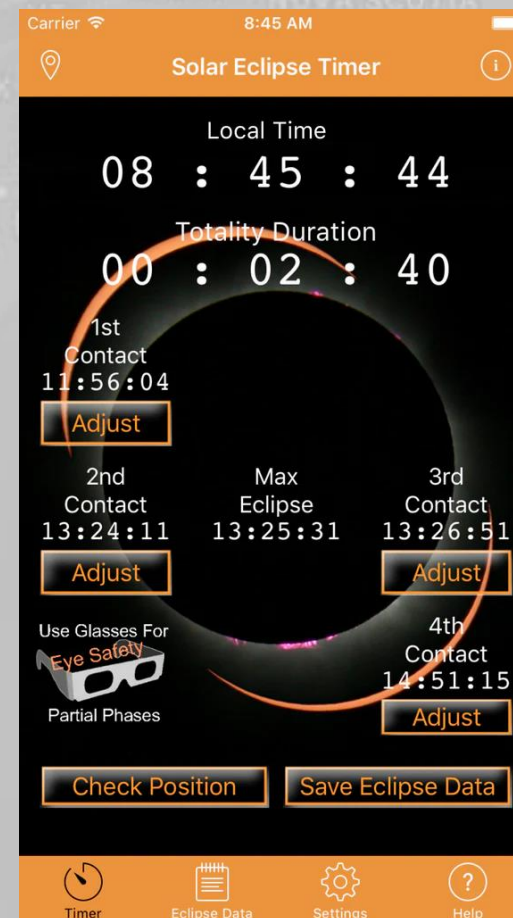 Carrier 8:45 AM
Solar Eclipse Timer
Local Time
08 : 45 : 44
Totality Duration
00 : 02 : 40
1st
Contact
11:56:04
Adjust
2nd
Contact
13:24:11
Adjust
Max
Eclipse
13:25:31
3rd
Contact
13:26:51
Adjust
Use Glasses For
Eye Safety
Partial Phases
4th
Contact
14:51:15
Adjust
Check Position Save Eclipse Data
Timer Eclipse Data Settings Help